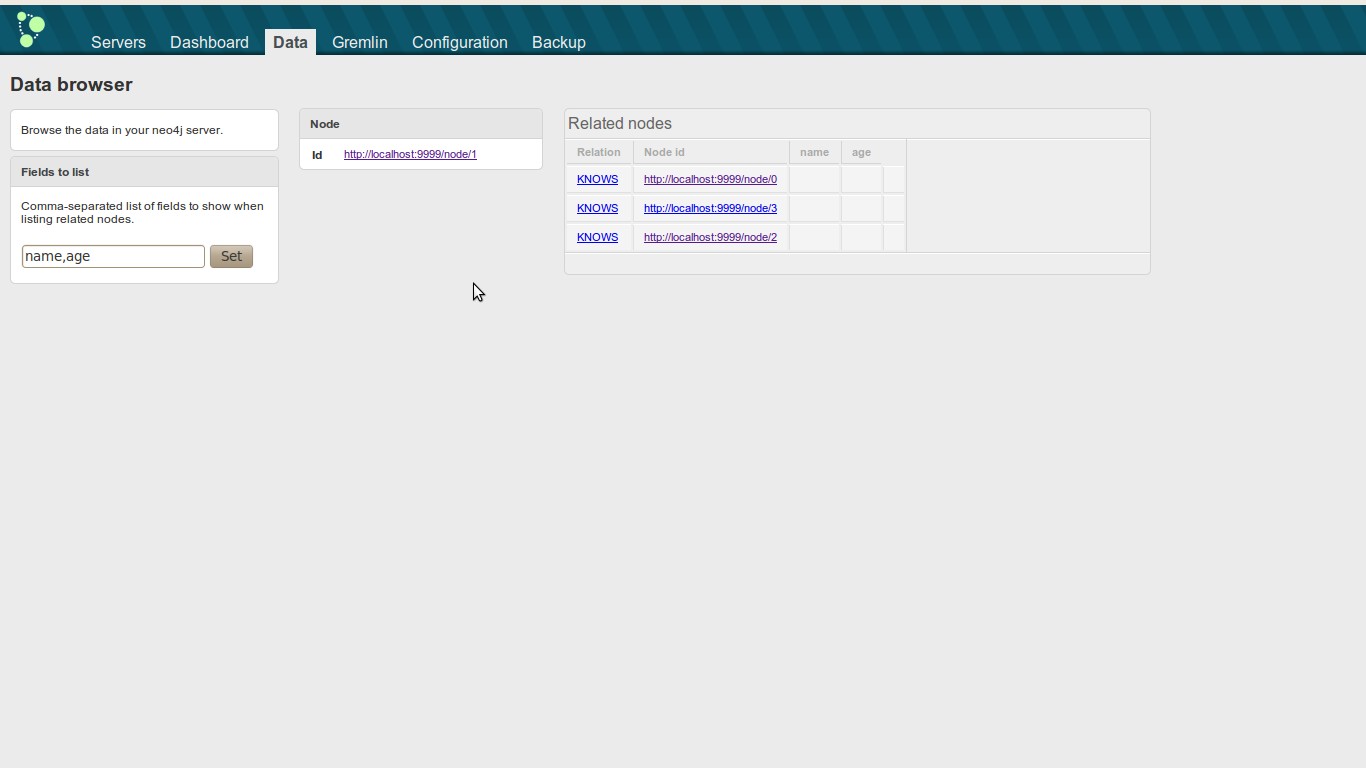 Servers Dashboard Data Gremlin Configuration Backup
Data browser
Browse the data in your neo4j server.
Fields to list
Comma-separated list of fields to show when
listing related nodes.
name,age Set
Node
Id http://localhost:9999/node/1
Related nodes
Relation Node id name age
KNOWS http://localhost:9999/node/0
KNOWS http://localhost:9999/node/3
KNOWS http://localhost:9999/node/2